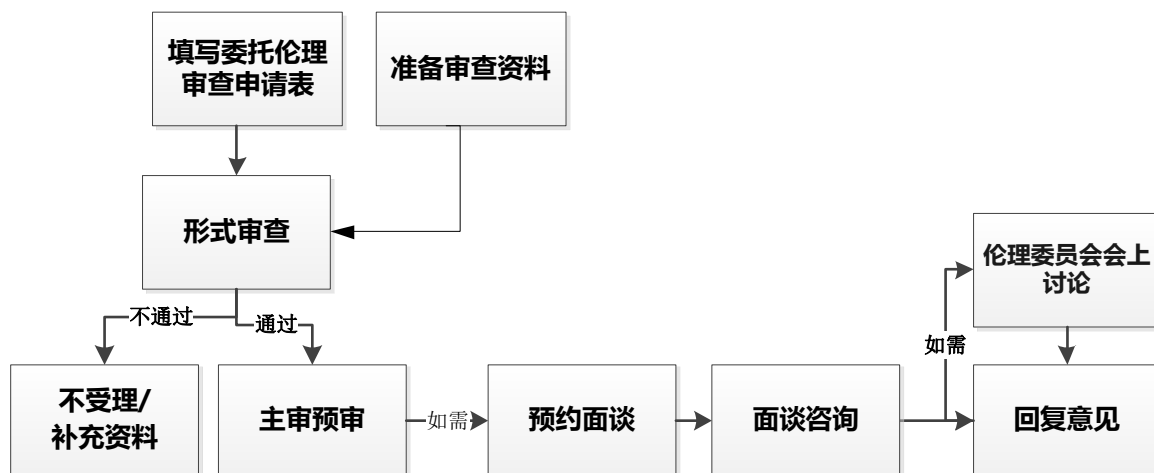 填写委托伦理
审查申请表
准备审查资料
形式审查
伦理委员会会上
讨论
不通过
通过
如需
不受理/
补充资料
主审预审
如需
预约面谈
面谈咨询
回复意见